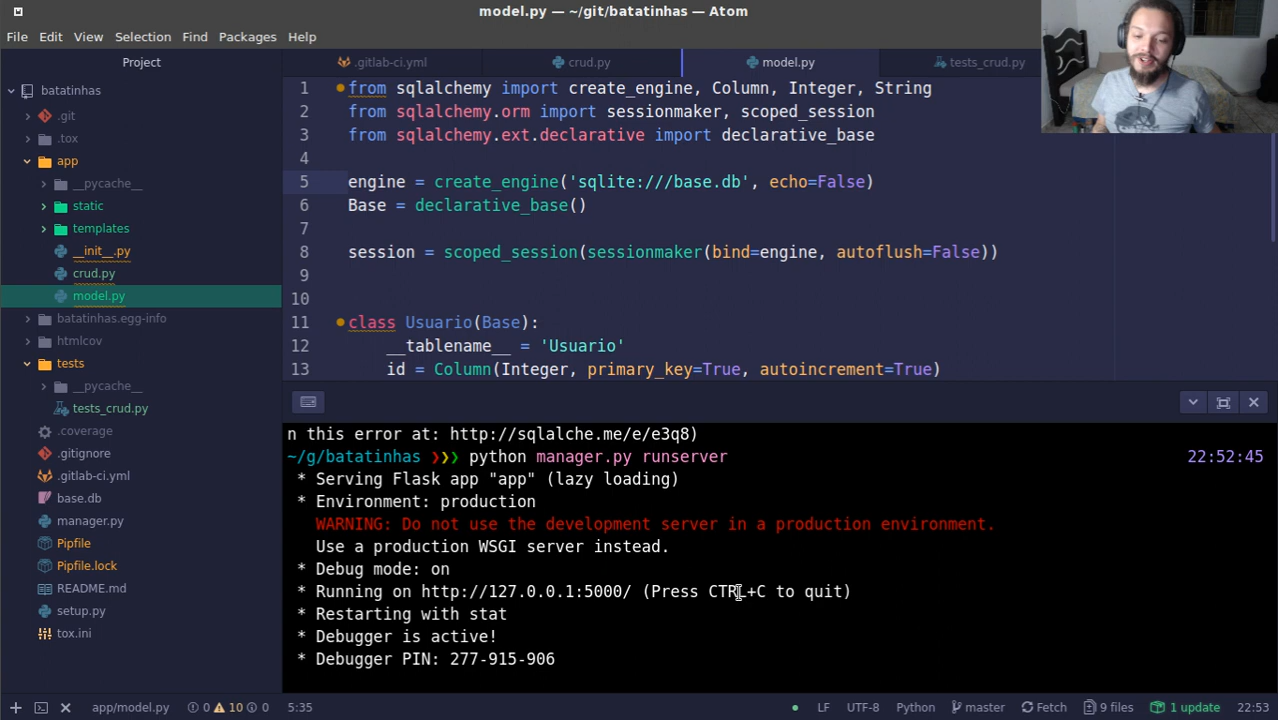 model.py — ~/git/batatinhas — Atom
File Edit View Selection Find Packages Help
Project
.gitlab-ci.yml crud.py model.py tests_crud.py
batatinhas
.git
.tox
app
__pycache__
static
templates
__init__.py
crud.py
model.py
batatinhas.egg-info
htmlcov
tests
__pycache__
tests_crud.py
.coverage
.gitignore
.gitlab-ci.yml
base.db
manager.py
Pipfile
Pipfile.lock
README.md
setup.py
tox.ini
1 from sqlalchemy import create_engine, Column, Integer, String
2 from sqlalchemy.orm import sessionmaker, scoped_session
3 from sqlalchemy.ext.declarative import declarative_base
4
5 engine = create_engine('sqlite:///base.db', echo=False)
6 Base = declarative_base()
7
8 session = scoped_session(sessionmaker(bind=engine, autoflush=False))
9
10
11 class Usuario(Base):
12 __tablename__ = 'Usuario'
13 id = Column(Integer, primary_key=True, autoincrement=True)
n this error at: http://sqlalche.me/e/e3q8)
~/g/batatinhas ❯❯❯ python manager.py runserver 22:52:45
* Serving Flask app "app" (lazy loading)
* Environment: production
WARNING: Do not use the development server in a production environment.
Use a production WSGI server instead.
* Debug mode: on
* Running on http://127.0.0.1:5000/ (Press CTRL+C to quit)
* Restarting with stat
* Debugger is active!
* Debugger PIN: 277-915-906
app/model.py 0 10 0 5:35 LF UTF-8 Python master Fetch 9 files 1 update 22:53